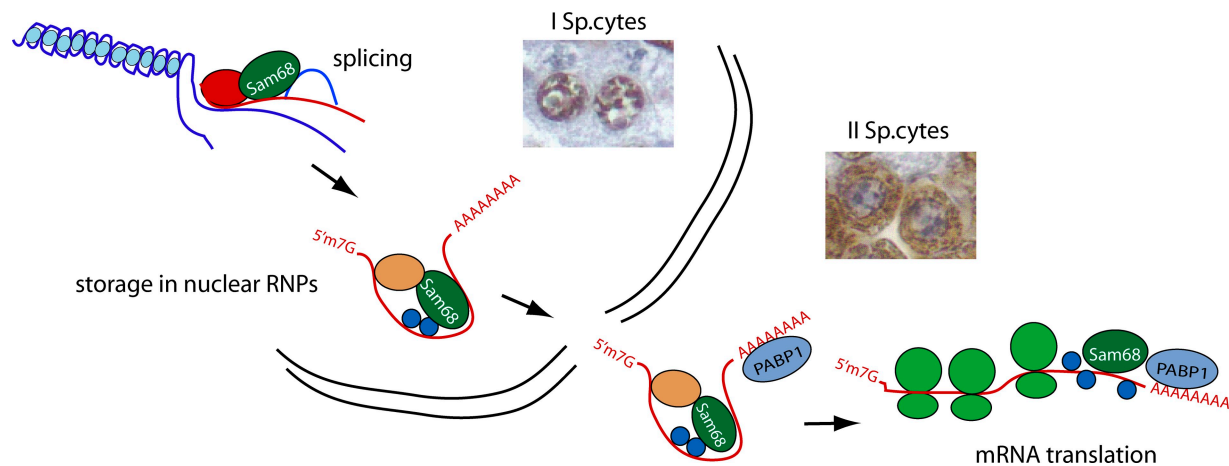 I Sp.cytes
splicing
Sam68
II Sp.cytes
AAAAAAAA
5'm7G
storage in nuclear RNPs
Sam68
AAAAAAAA
PABP1
5'm7G
Sam68
Sam68
PABP1
5'm7G
AAAAAAAA
mRNA translation